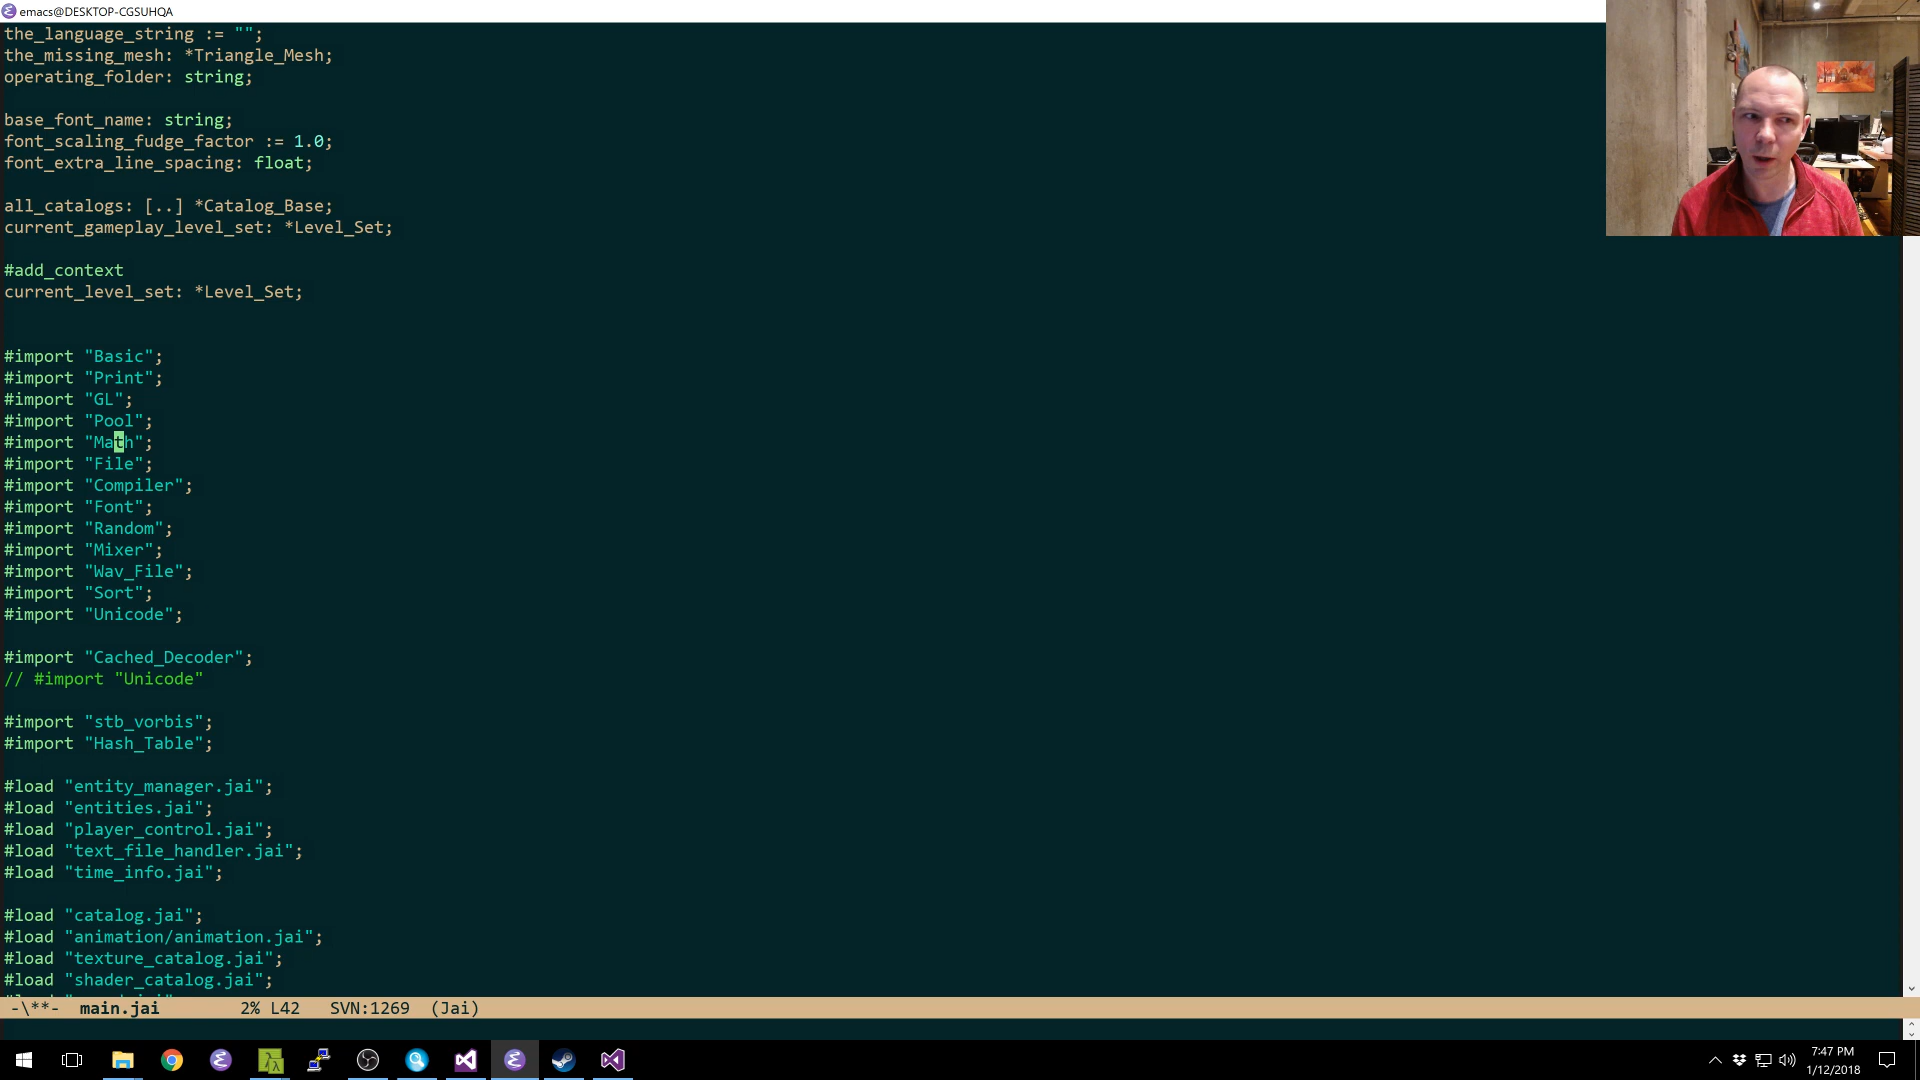 emacs@DESKTOP-CGSUHQA
the_language_string := "";
the_missing_mesh: *Triangle_Mesh;
operating_folder: string;
base_font_name: string;
font_scaling_fudge_factor := 1.0;
font_extra_line_spacing: float;
all_catalogs: [..] *Catalog_Base;
current_gameplay_level_set: *Level_Set;
#add_context
current_level_set: *Level_Set;
#import "Basic";
#import "Print";
#import "GL";
#import "Pool";
#import "Math";
#import "File";
#import "Compiler";
#import "Font";
#import "Random";
#import "Mixer";
#import "Wav_File";
#import "Sort";
#import "Unicode";
#import "Cached_Decoder";
// #import "Unicode"
#import "stb_vorbis";
#import "Hash_Table";
#load "entity_manager.jai";
#load "entities.jai";
#load "player_control.jai";
#load "text_file_handler.jai";
#load "time_info.jai";
#load "catalog.jai";
#load "animation/animation.jai";
#load "texture_catalog.jai";
#load "shader_catalog.jai";
-\**-  main.jai        2% L42   SVN:1269  (Jai)
7:47 PM
1/12/2018